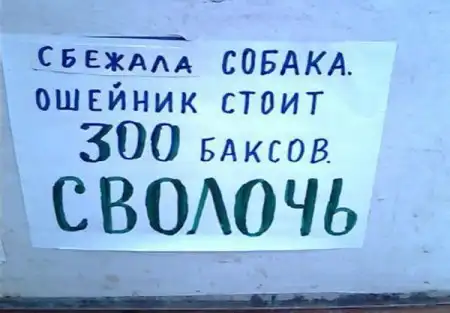 СБЕЖАЛА СОБАКА.
ОШЕЙНИК СТОИТ
300 БАКСОВ.
СВОЛОЧЬ